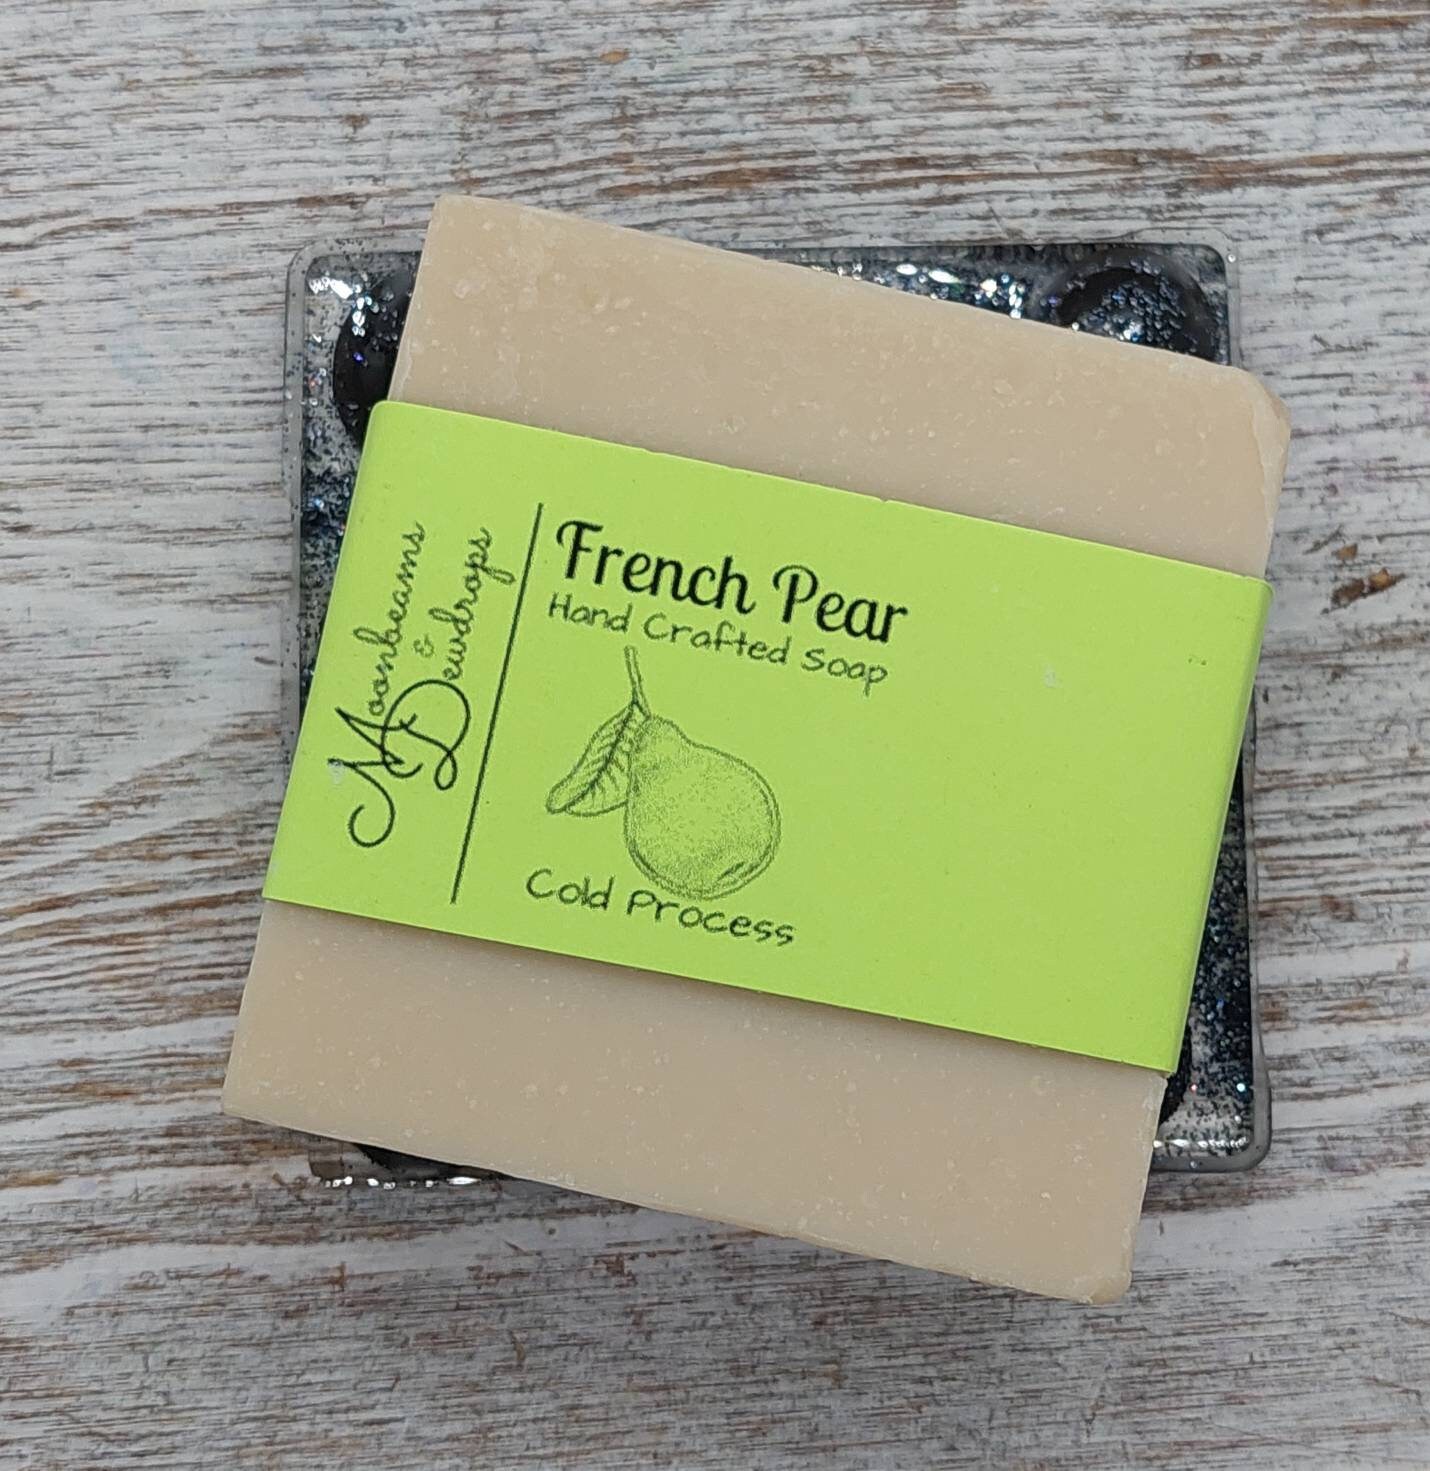 Moonbeams
&
Dewdrops
French Pear
Hand Crafted Soap
Cold Process